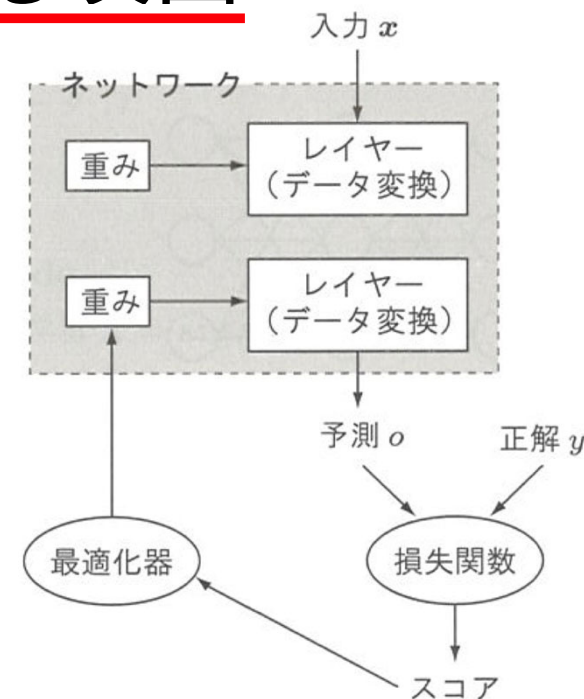 入力 x
ネットワーク
重み
レイヤー
(データ変換)
重み
レイヤー
(データ変換)
予測 o
正解 y
最適化器
損失関数
スコア